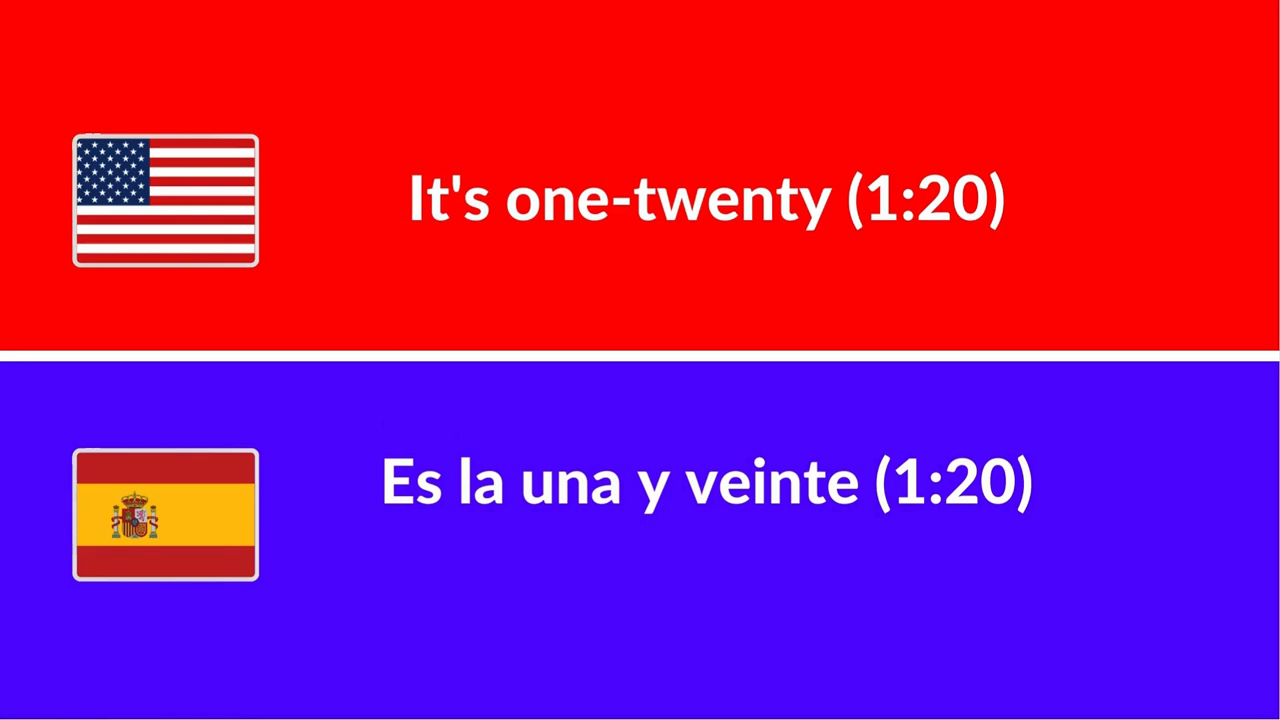 It's one-twenty (1:20)
Es la una y veinte (1:20)